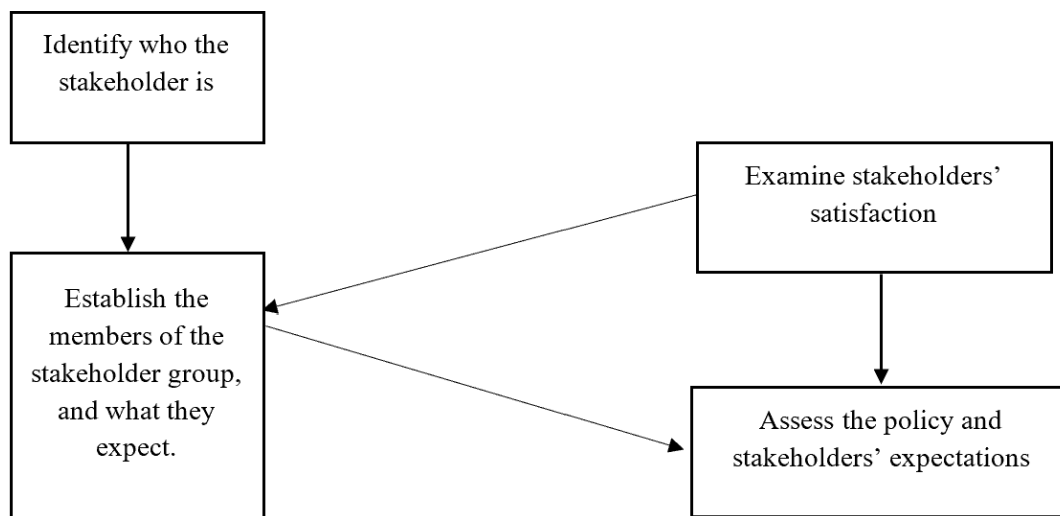 Identify who the
stakeholder is
Examine stakeholders’
satisfaction
Establish the
members of the
stakeholder group,
and what they
expect.
Assess the policy and
stakeholders’ expectations